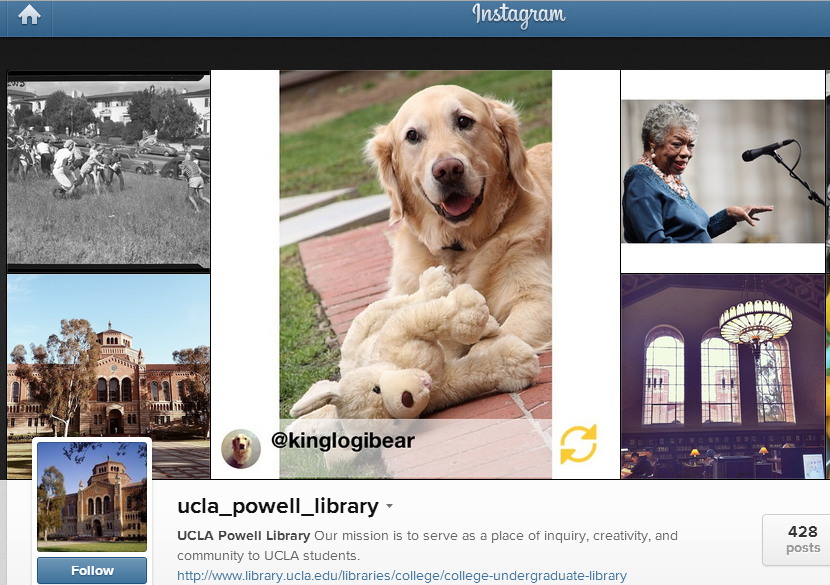 Instagram
@kinglogibear
ucla_powell_library
UCLA Powell Library Our mission is to serve as a place of inquiry, creativity, and
community to UCLA students.
http://www.library.ucla.edu/libraries/college/college-undergraduate-library
428
posts
Follow